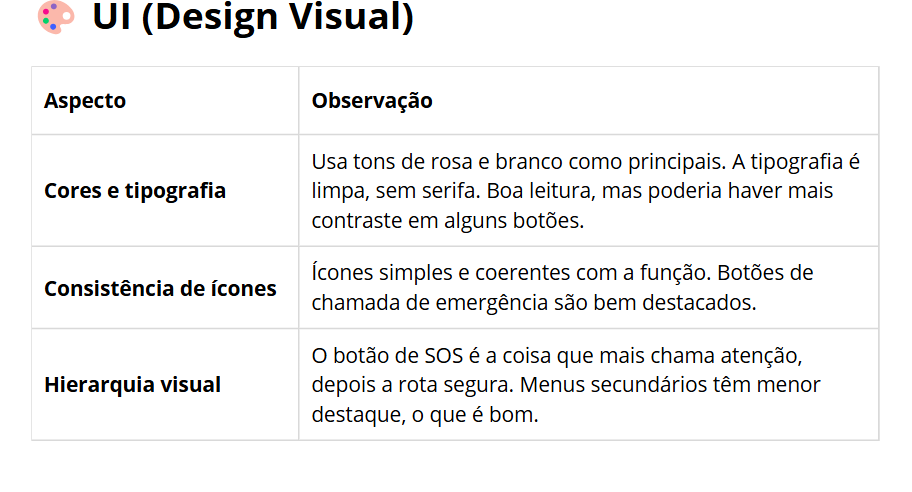 UI (Design Visual)
Aspecto
Observação
Cores e tipografia
Usa tons de rosa e branco como principais. A tipografia é
limpa, sem serifa. Boa leitura, mas poderia haver mais
contraste em alguns botões.
Consistência de ícones
Ícones simples e coerentes com a função. Botões de
chamada de emergência são bem destacados.
Hierarquia visual
O botão de SOS é a coisa que mais chama atenção,
depois a rota segura. Menus secundários têm menor
destaque, o que é bom.